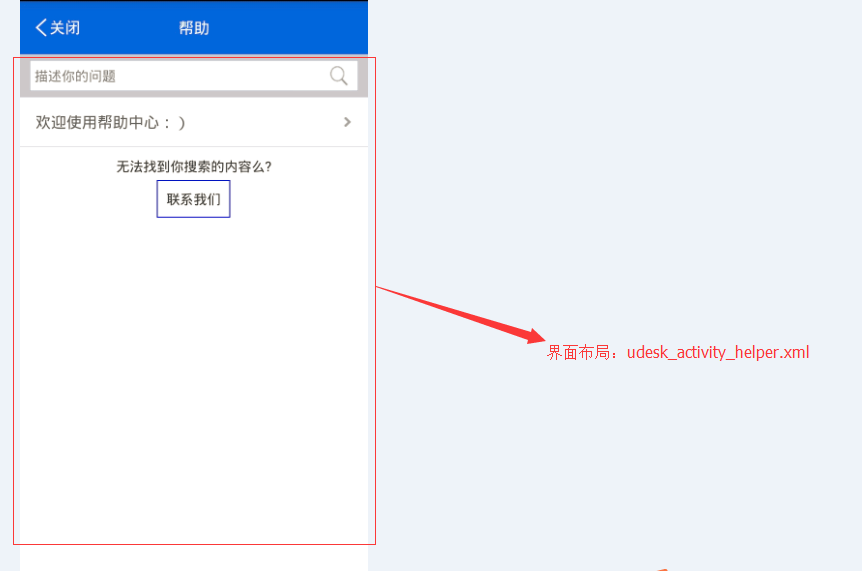 关闭
帮助
描述你的问题
欢迎使用帮助中心：）
无法找到你搜索的内容么?
联系我们
界面布局：udesk_activity_helper.xml